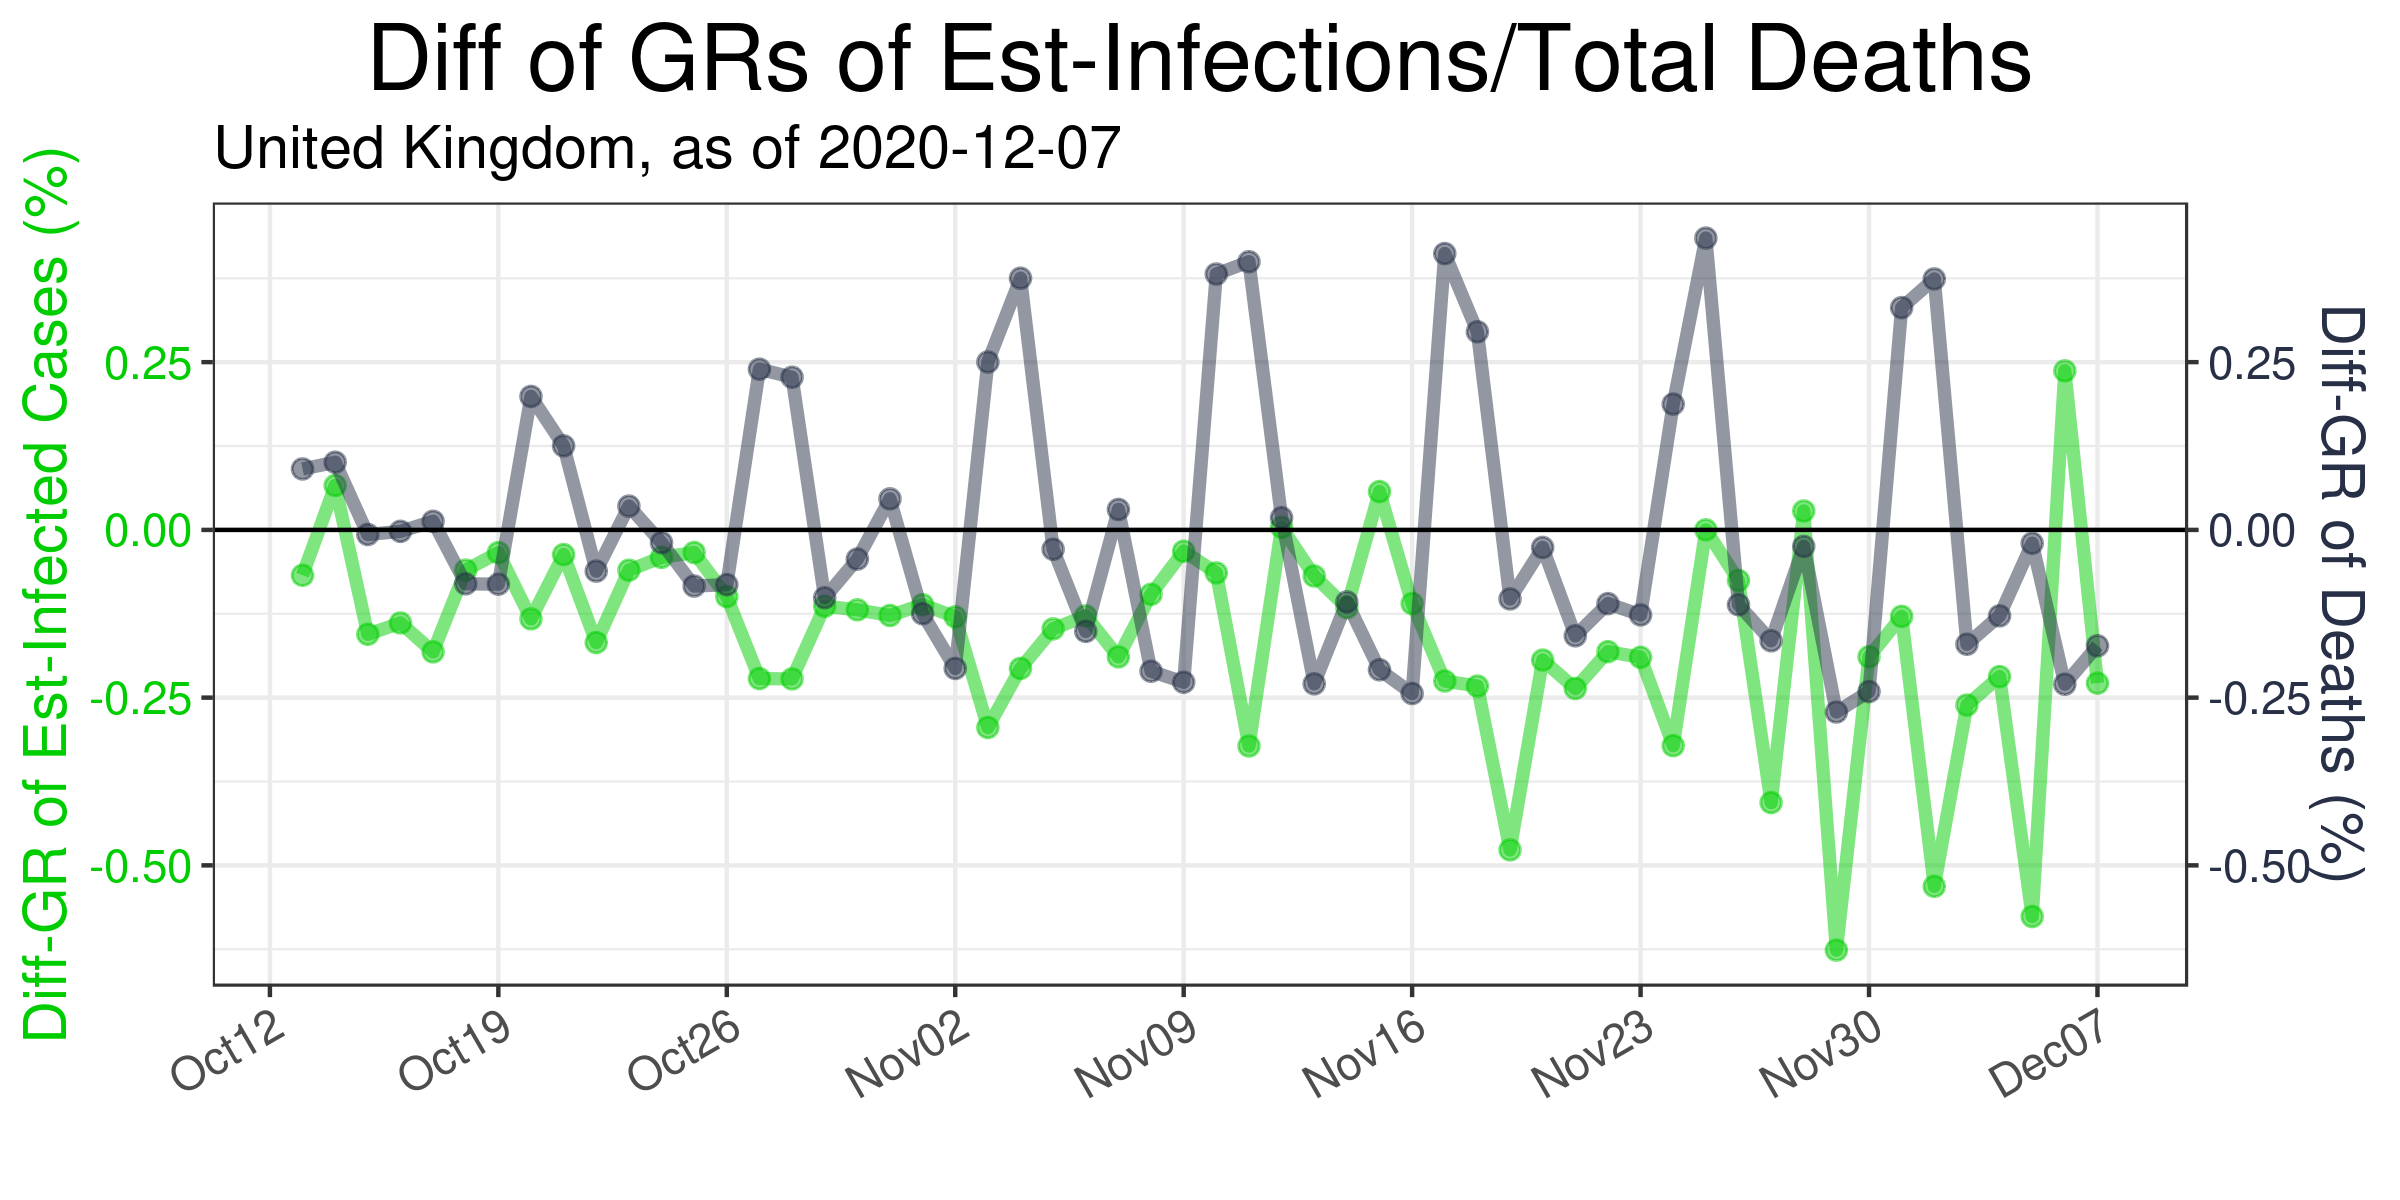 Diff of GRs of Est-Infections/Total Deaths
United Kingdom, as of 2020-12-07
Diff-GR of Est-Infected Cases (%)
0.25
0.00
-0.25
-0.50
0.25
0.00
-0.25
-0.50
Diff-GR of Deaths (%)
Oct12
Oct19
Oct26
Nov02
Nov09
Nov16
Nov23
Nov30
Dec07